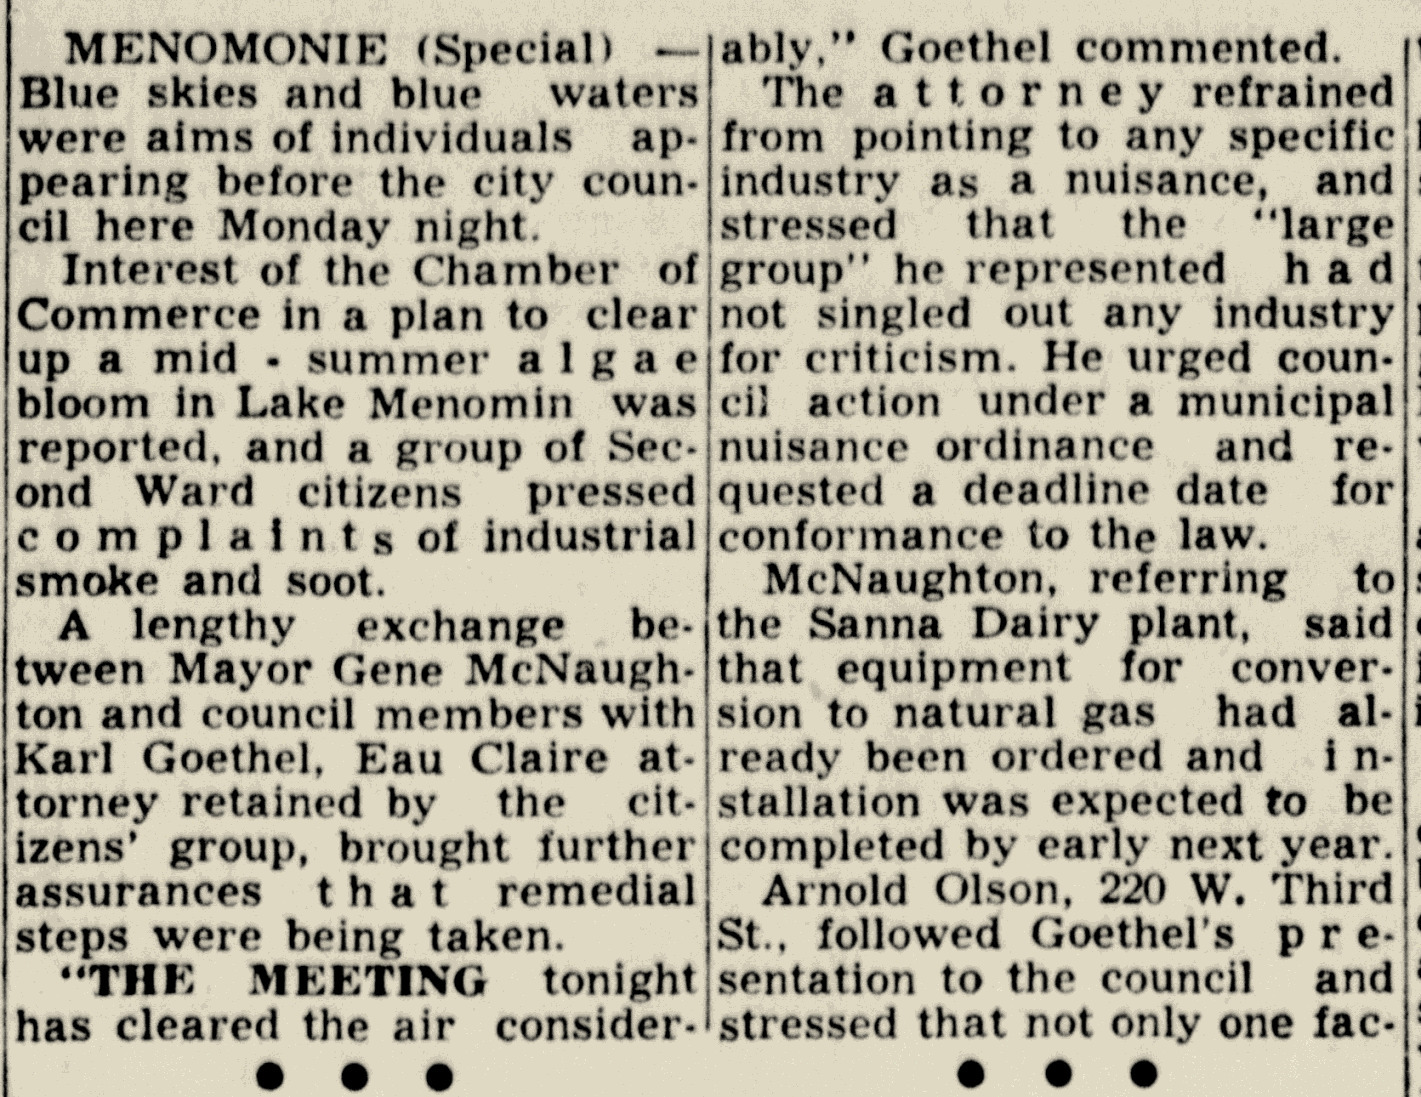 MENOMONIE (Special) —
Blue skies and blue waters
were aims of individuals ap-
pearing before the city coun-
cil here Monday night.
Interest of the Chamber of
Commerce in a plan to clear
up a mid - summer algae
bloom in Lake Menomin was
reported, and a group of Sec-
ond Ward citizens pressed
complaints of industrial
smoke and soot.
A lengthy exchange be-
tween Mayor Gene McNaugh-
ton and council members with
Karl Goethel, Eau Claire at-
torney retained by the cit-
izens' group, brought further
assurances that remedial
steps were being taken.
"THE MEETING tonight
has cleared the air consider-
ably," Goethel commented.
The attorney refrained
from pointing to any specific
industry as a nuisance, and
stressed that the "large
group" he represented had
not singled out any industry
for criticism. He urged coun-
cil action under a municipal
nuisance ordinance and re-
quested a deadline date for
conformance to the law.
McNaughton, referring to
the Sanna Dairy plant, said
that equipment for conver-
sion to natural gas had al-
ready been ordered and in-
stallation was expected to be
completed by early next year.
Arnold Olson, 220 W. Third
St., followed Goethel's pre-
sentation to the council and
stressed that not only one fac-